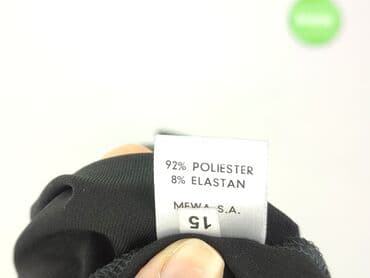 92% POLIESTER
8% ELASTAN
MEWA S.A.
15